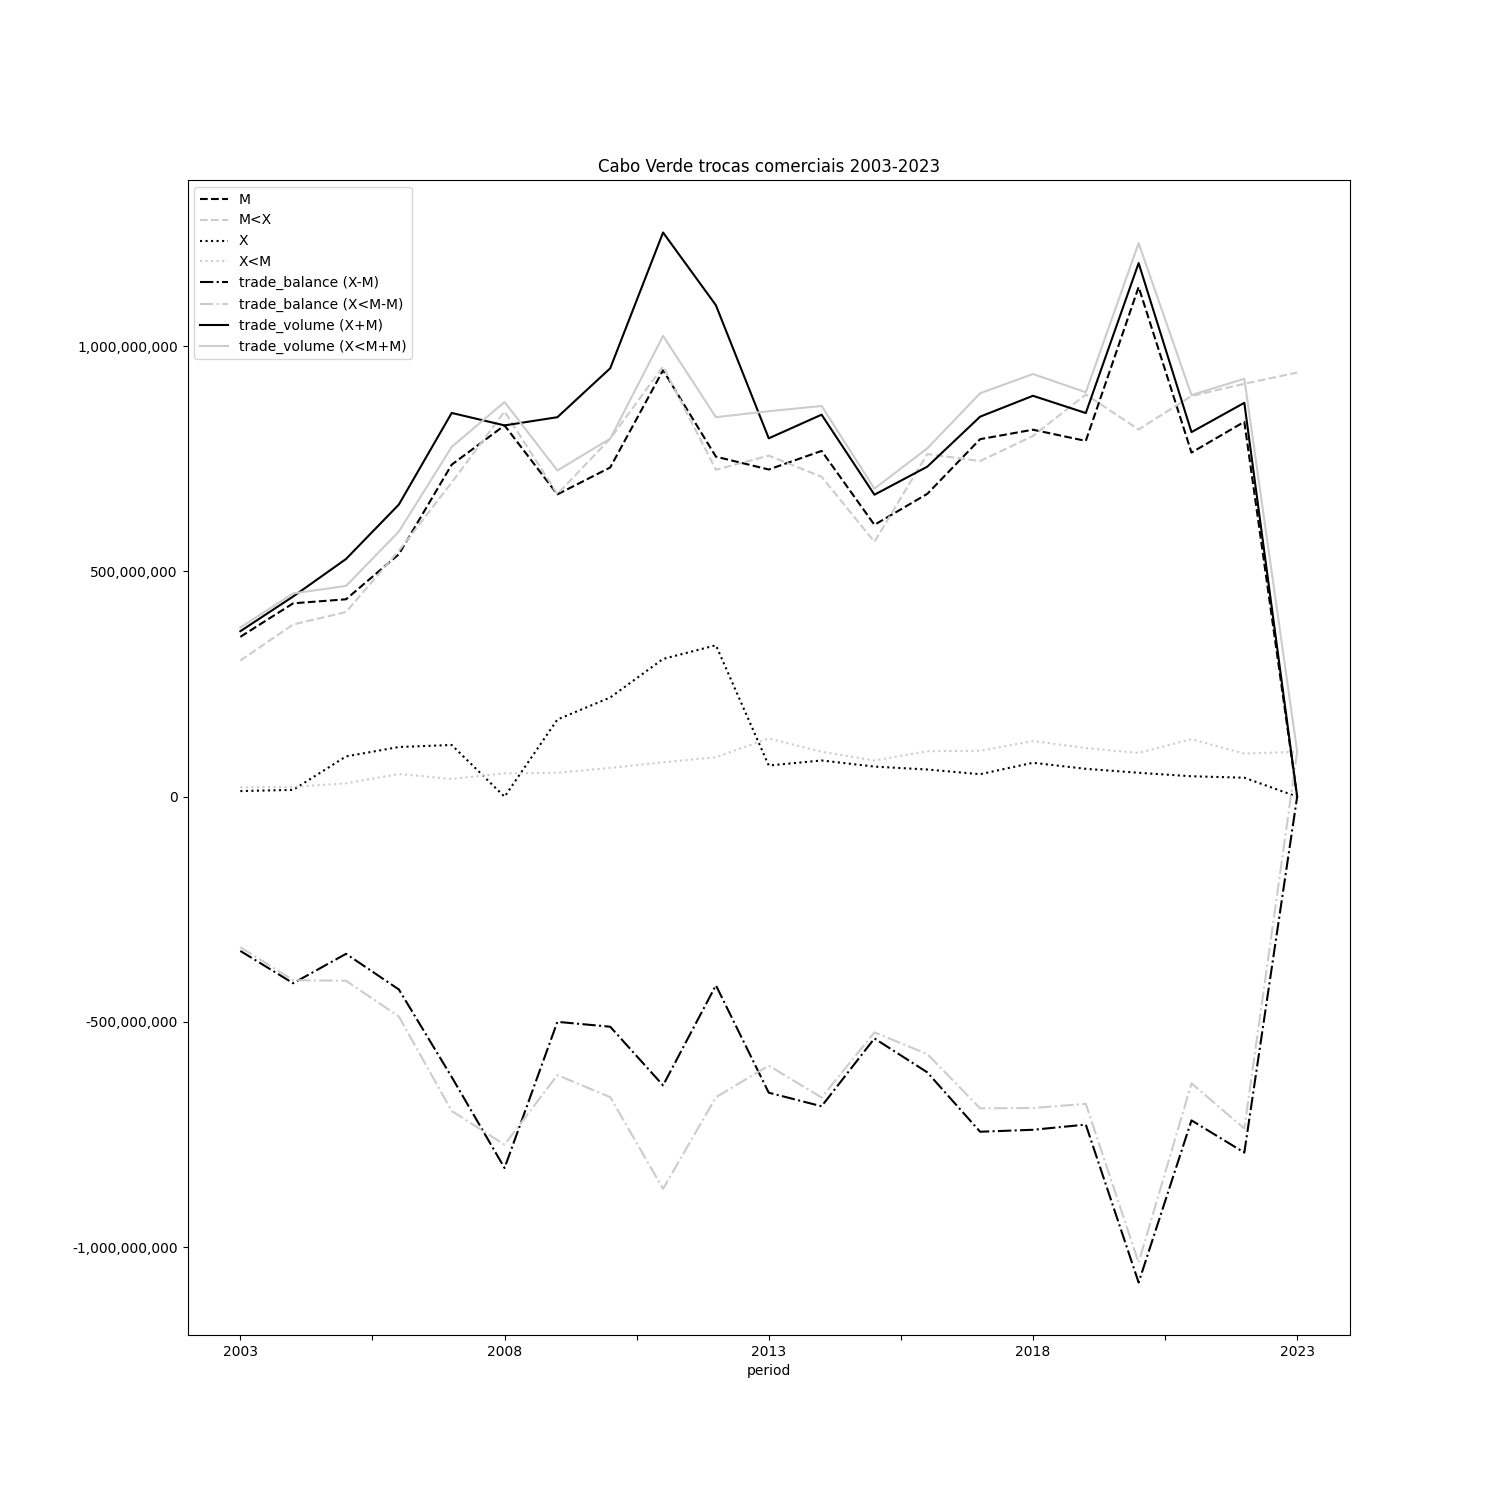 Cabo Verde trocas comerciais 2003-2023
M
M<X
X
X<M
trade_balance (X-M)
trade_balance (X<M-M)
trade_volume (X+M)
trade_volume (X<M+M)
1,000,000,000
500,000,000
0
-500,000,000
-1,000,000,000
2003 2008 2013 2018 2023
period